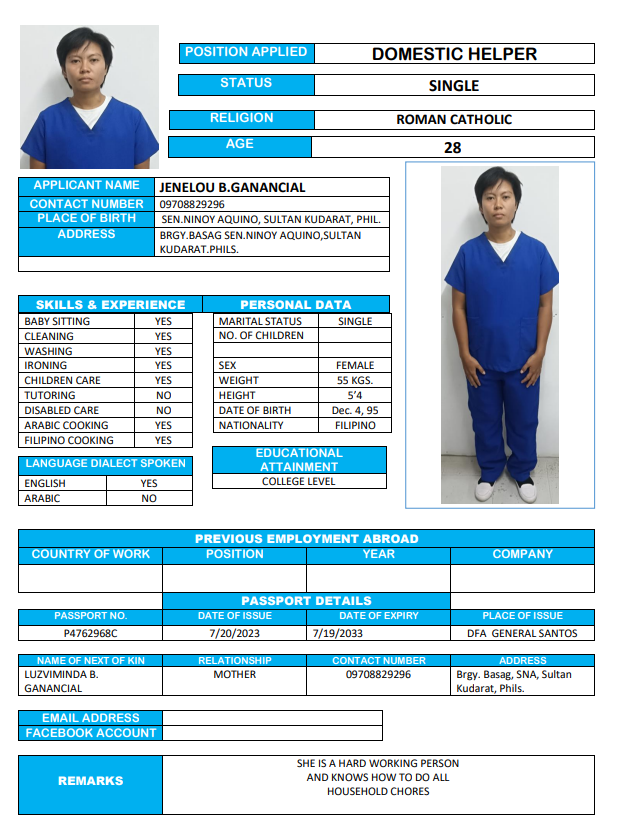 POSITION APPLIED DOMESTIC HELPER
STATUS SINGLE
RELIGION ROMAN CATHOLIC
AGE 28
APPLICANT NAME JENELOU B.GANANCIAL
CONTACT NUMBER 09708829296
PLACE OF BIRTH SEN.NINOY AQUINO, SULTAN KUDARAT, PHIL.
ADDRESS BRGY.BASAG SEN.NINOY AQUINO,SULTAN
KUDARAT.PHILS.
SKILLS & EXPERIENCE
BABY SITTING YES
CLEANING YES
WASHING YES
IRONING YES
CHILDREN CARE YES
TUTORING NO
DISABLED CARE NO
ARABIC COOKING YES
FILIPINO COOKING YES
LANGUAGE DIALECT SPOKEN
ENGLISH YES
ARABIC NO
PERSONAL DATA
MARITAL STATUS SINGLE
NO. OF CHILDREN
SEX FEMALE
WEIGHT 55 KGS.
HEIGHT 5’4
DATE OF BIRTH Dec. 4, 95
NATIONALITY FILIPINO
EDUCATIONAL
ATTAINMENT
COLLEGE LEVEL
PREVIOUS EMPLOYMENT ABROAD
COUNTRY OF WORK POSITION YEAR COMPANY
PASSPORT DETAILS
PASSPORT NO. DATE OF ISSUE DATE OF EXPIRY PLACE OF ISSUE
P4762968C 7/20/2023 7/19/2033 DFA GENERAL SANTOS
NAME OF NEXT OF KIN RELATIONSHIP CONTACT NUMBER ADDRESS
LUZVIMINDA B. MOTHER 09708829296 Brgy. Basag, SNA, Sultan
GANANCIAL Kudarat, Phils.
EMAIL ADDRESS
FACEBOOK ACCOUNT
REMARKS
SHE IS A HARD WORKING PERSON
AND KNOWS HOW TO DO ALL
HOUSEHOLD CHORES